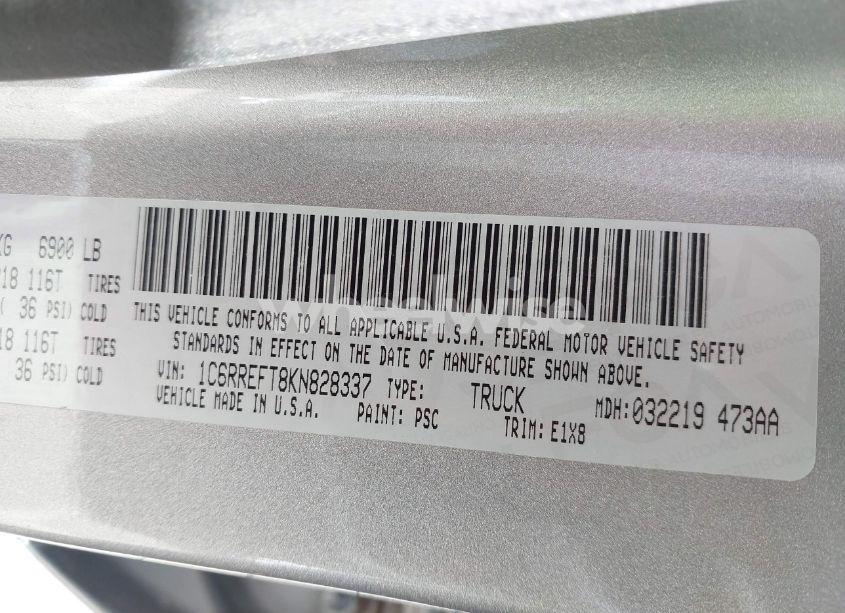 KG 6900 LB
18 116T TIRES
( 36 PSI) COLD
18 116T TIRES
36 PSI) COLD
THIS VEHICLE CONFORMS TO ALL APPLICABLE U.S.A. FEDERAL MOTOR VEHICLE SAFETY
STANDARDS IN EFFECT ON THE DATE OF MANUFACTURE SHOWN ABOVE.
VIN: 1C6RREFT8KN828337 TYPE: TRUCK MDH: 032219 473AA
VEHICLE MADE IN U.S.A. PAINT: PSC TRIM: E1X8
wheelwise